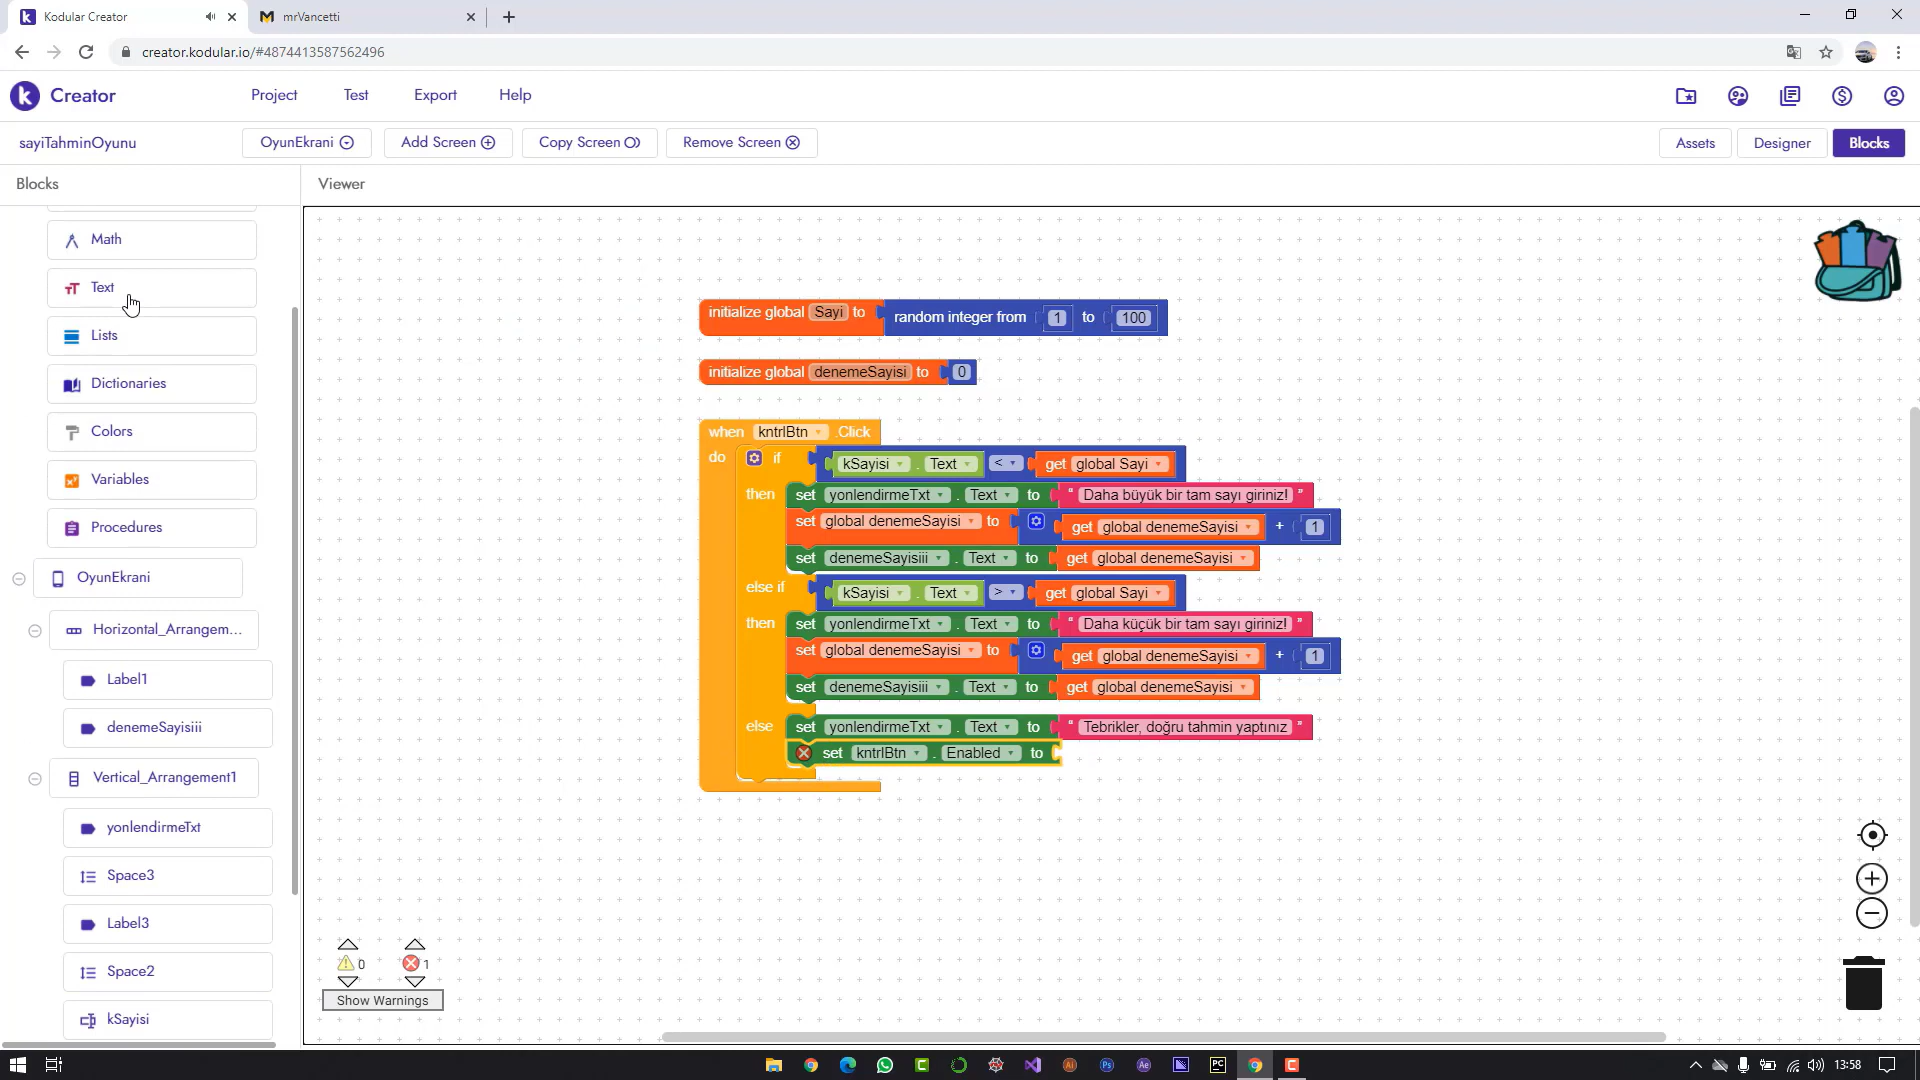 Kodular Creator
mrVancetti
creator.kodular.io/#4874413587562496
Creator
Project
Test
Export
Help
sayiTahminOyunu
OyunEkrani
Add Screen
Copy Screen
Remove Screen
Assets
Designer
Blocks
Blocks
Viewer
Math
Text
Lists
Dictionaries
Colors
Variables
Procedures
OyunEkrani
Horizontal_Arrangem...
Label1
denemeSayisiii
Vertical_Arrangement1
yonlendirmeTxt
Space3
Label3
Space2
kSayisi
initialize global Sayi to random integer from 1 to 100
initialize global denemeSayisi to 0
when kntrlBtn .Click
do if kSayisi . Text < get global Sayi
then set yonlendirmeTxt . Text to " Daha büyük bir tam sayı giriniz! "
set global denemeSayisi to get global denemeSayisi + 1
set denemeSayisiii . Text to get global denemeSayisi
else if kSayisi . Text > get global Sayi
then set yonlendirmeTxt . Text to " Daha küçük bir tam sayı giriniz! "
set global denemeSayisi to get global denemeSayisi + 1
set denemeSayisiii . Text to get global denemeSayisi
else set yonlendirmeTxt . Text to " Tebrikler, doğru tahmin yaptınız "
set kntrlBtn . Enabled to
0 1
Show Warnings
13:58